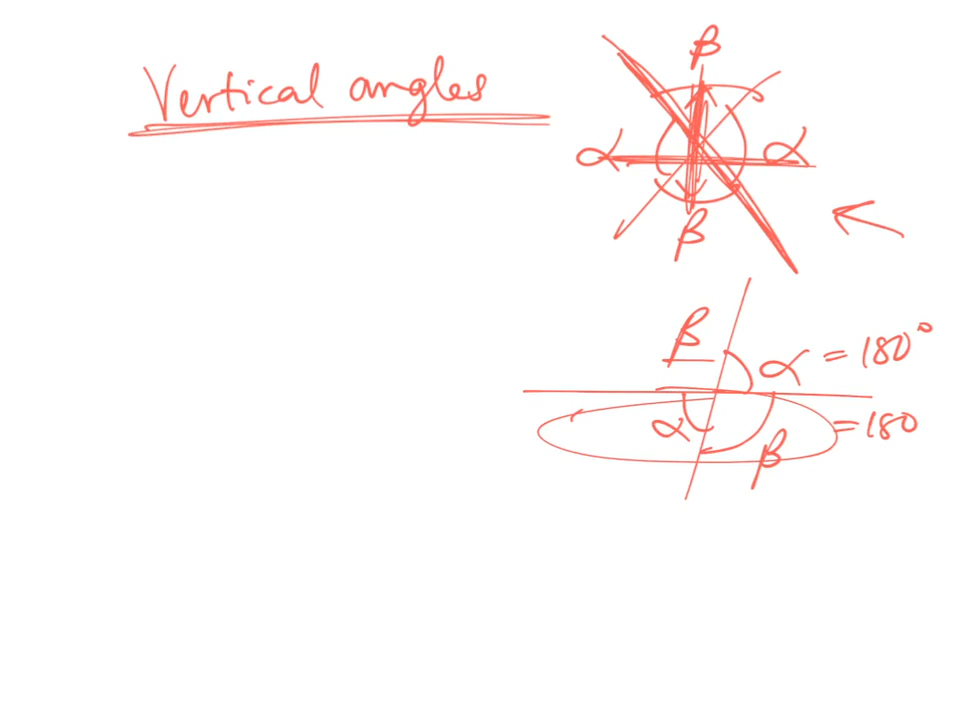 Vertical angles
β
α α
β
β α = 180°
α β = 180